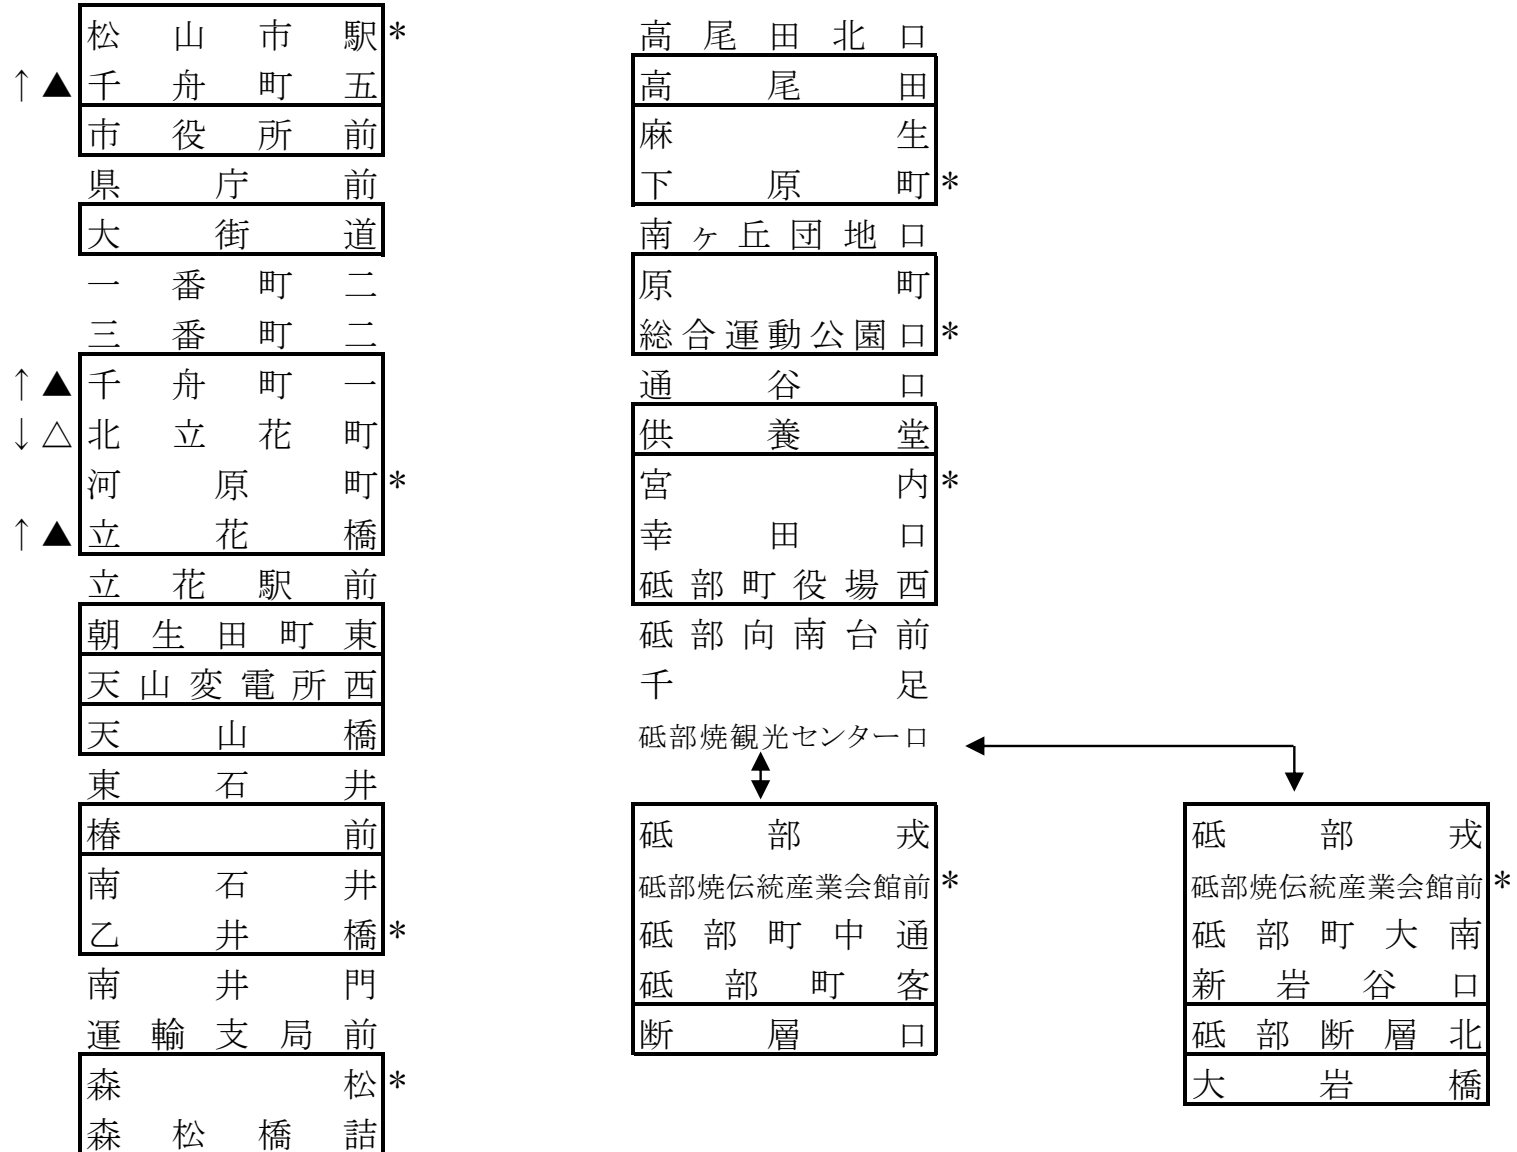 松山市駅*
↑▲千舟町五
市役所前
県庁前
大街道
一番町二
三番町二
↑▲千舟町一
↓△北立花町
河原町*
↑▲立花橋
立花駅前
朝生田町東
天山変電所西
天山橋
東石井
椿前
南石井
乙井橋*
南井門
運輸支局前
森松*
森松橋詰
高尾田北口
高尾田
麻生
下原町*
南ヶ丘団地口
原町
総合運動公園口*
通谷口
供養堂
宮内*
幸田口
砥部町役場西
砥部向南台前
千足
砥部焼観光センター口
砥部戎
砥部焼伝統産業会館前*
砥部町中通
砥部町客
断層口
砥部戎
砥部焼伝統産業会館前*
砥部町大南
新岩谷口
砥部断層北
大岩橋